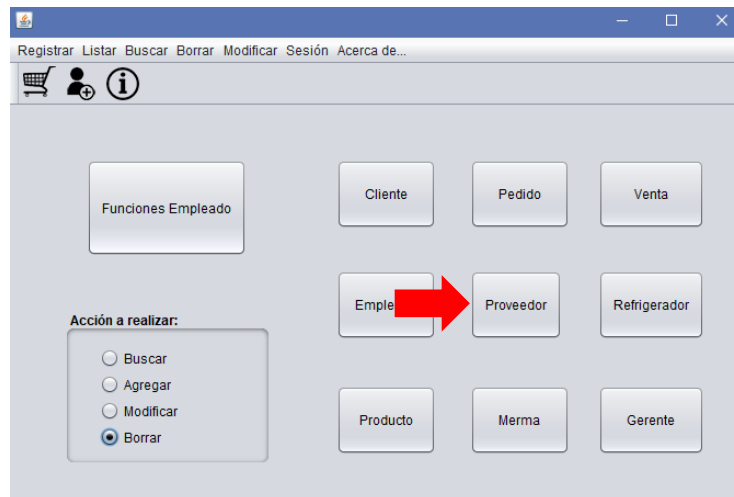 Registrar Listar Buscar Borrar Modificar Sesión Acerca de...
Funciones Empleado
Cliente Pedido Venta
Proveedor Refrigerador
Acción a realizar:
Buscar
Agregar
Modificar
Borrar
Producto Merma Gerente